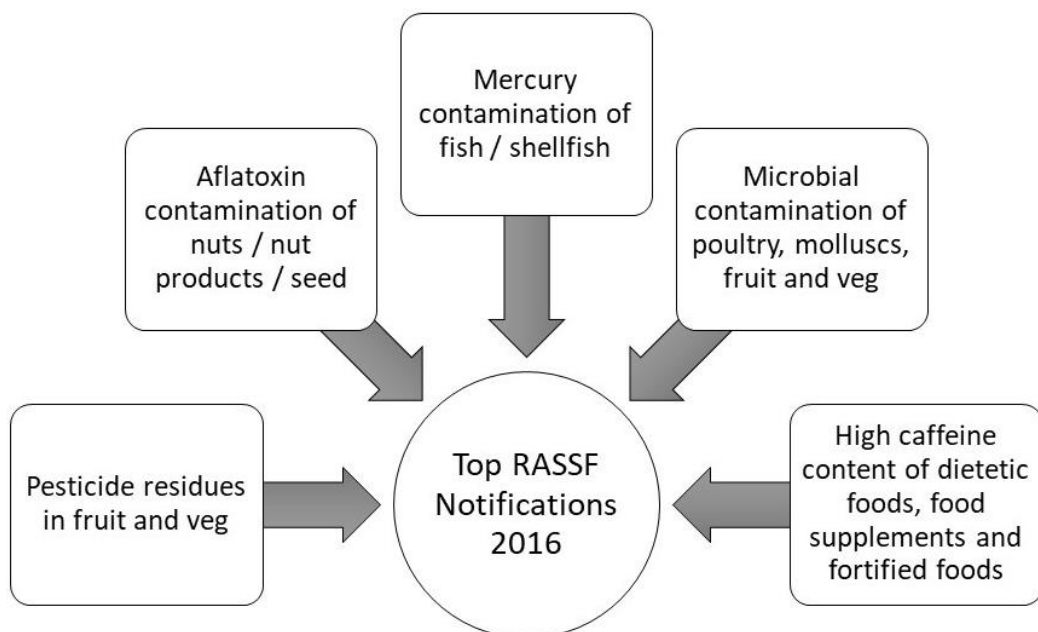 Mercury
contamination of
fish / shellfish
Aflatoxin
contamination of
nuts / nut
products / seed
Microbial
contamination of
poultry, molluscs,
fruit and veg
Pesticide residues
in fruit and veg
Top RASSF
Notifications
2016
High caffeine
content of dietetic
foods, food
supplements and
fortified foods